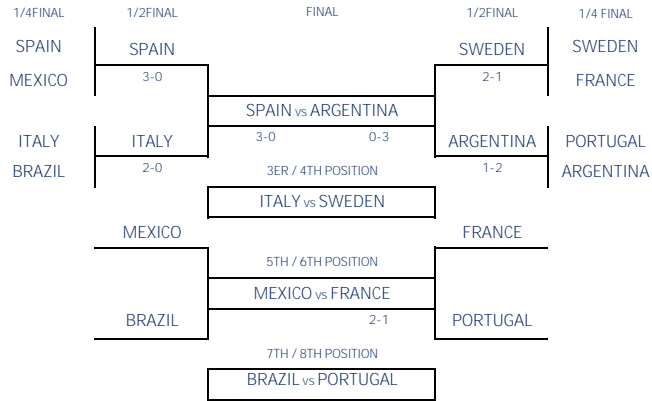 1/4FINAL 1/2FINAL FINAL 1/2FINAL 1/4 FINAL
SPAIN SPAIN SWEDEN SWEDEN
MEXICO 3-0 2-1 FRANCE
SPAIN vs ARGENTINA
3-0 0-3
ITALY ITALY ARGENTINA PORTUGAL
BRAZIL 2-0 1-2 ARGENTINA
3ER / 4TH POSITION
ITALY vs SWEDEN
MEXICO FRANCE
5TH / 6TH POSITION
MEXICO vs FRANCE
BRAZIL 2-1 PORTUGAL
7TH / 8TH POSITION
BRAZIL vs PORTUGAL